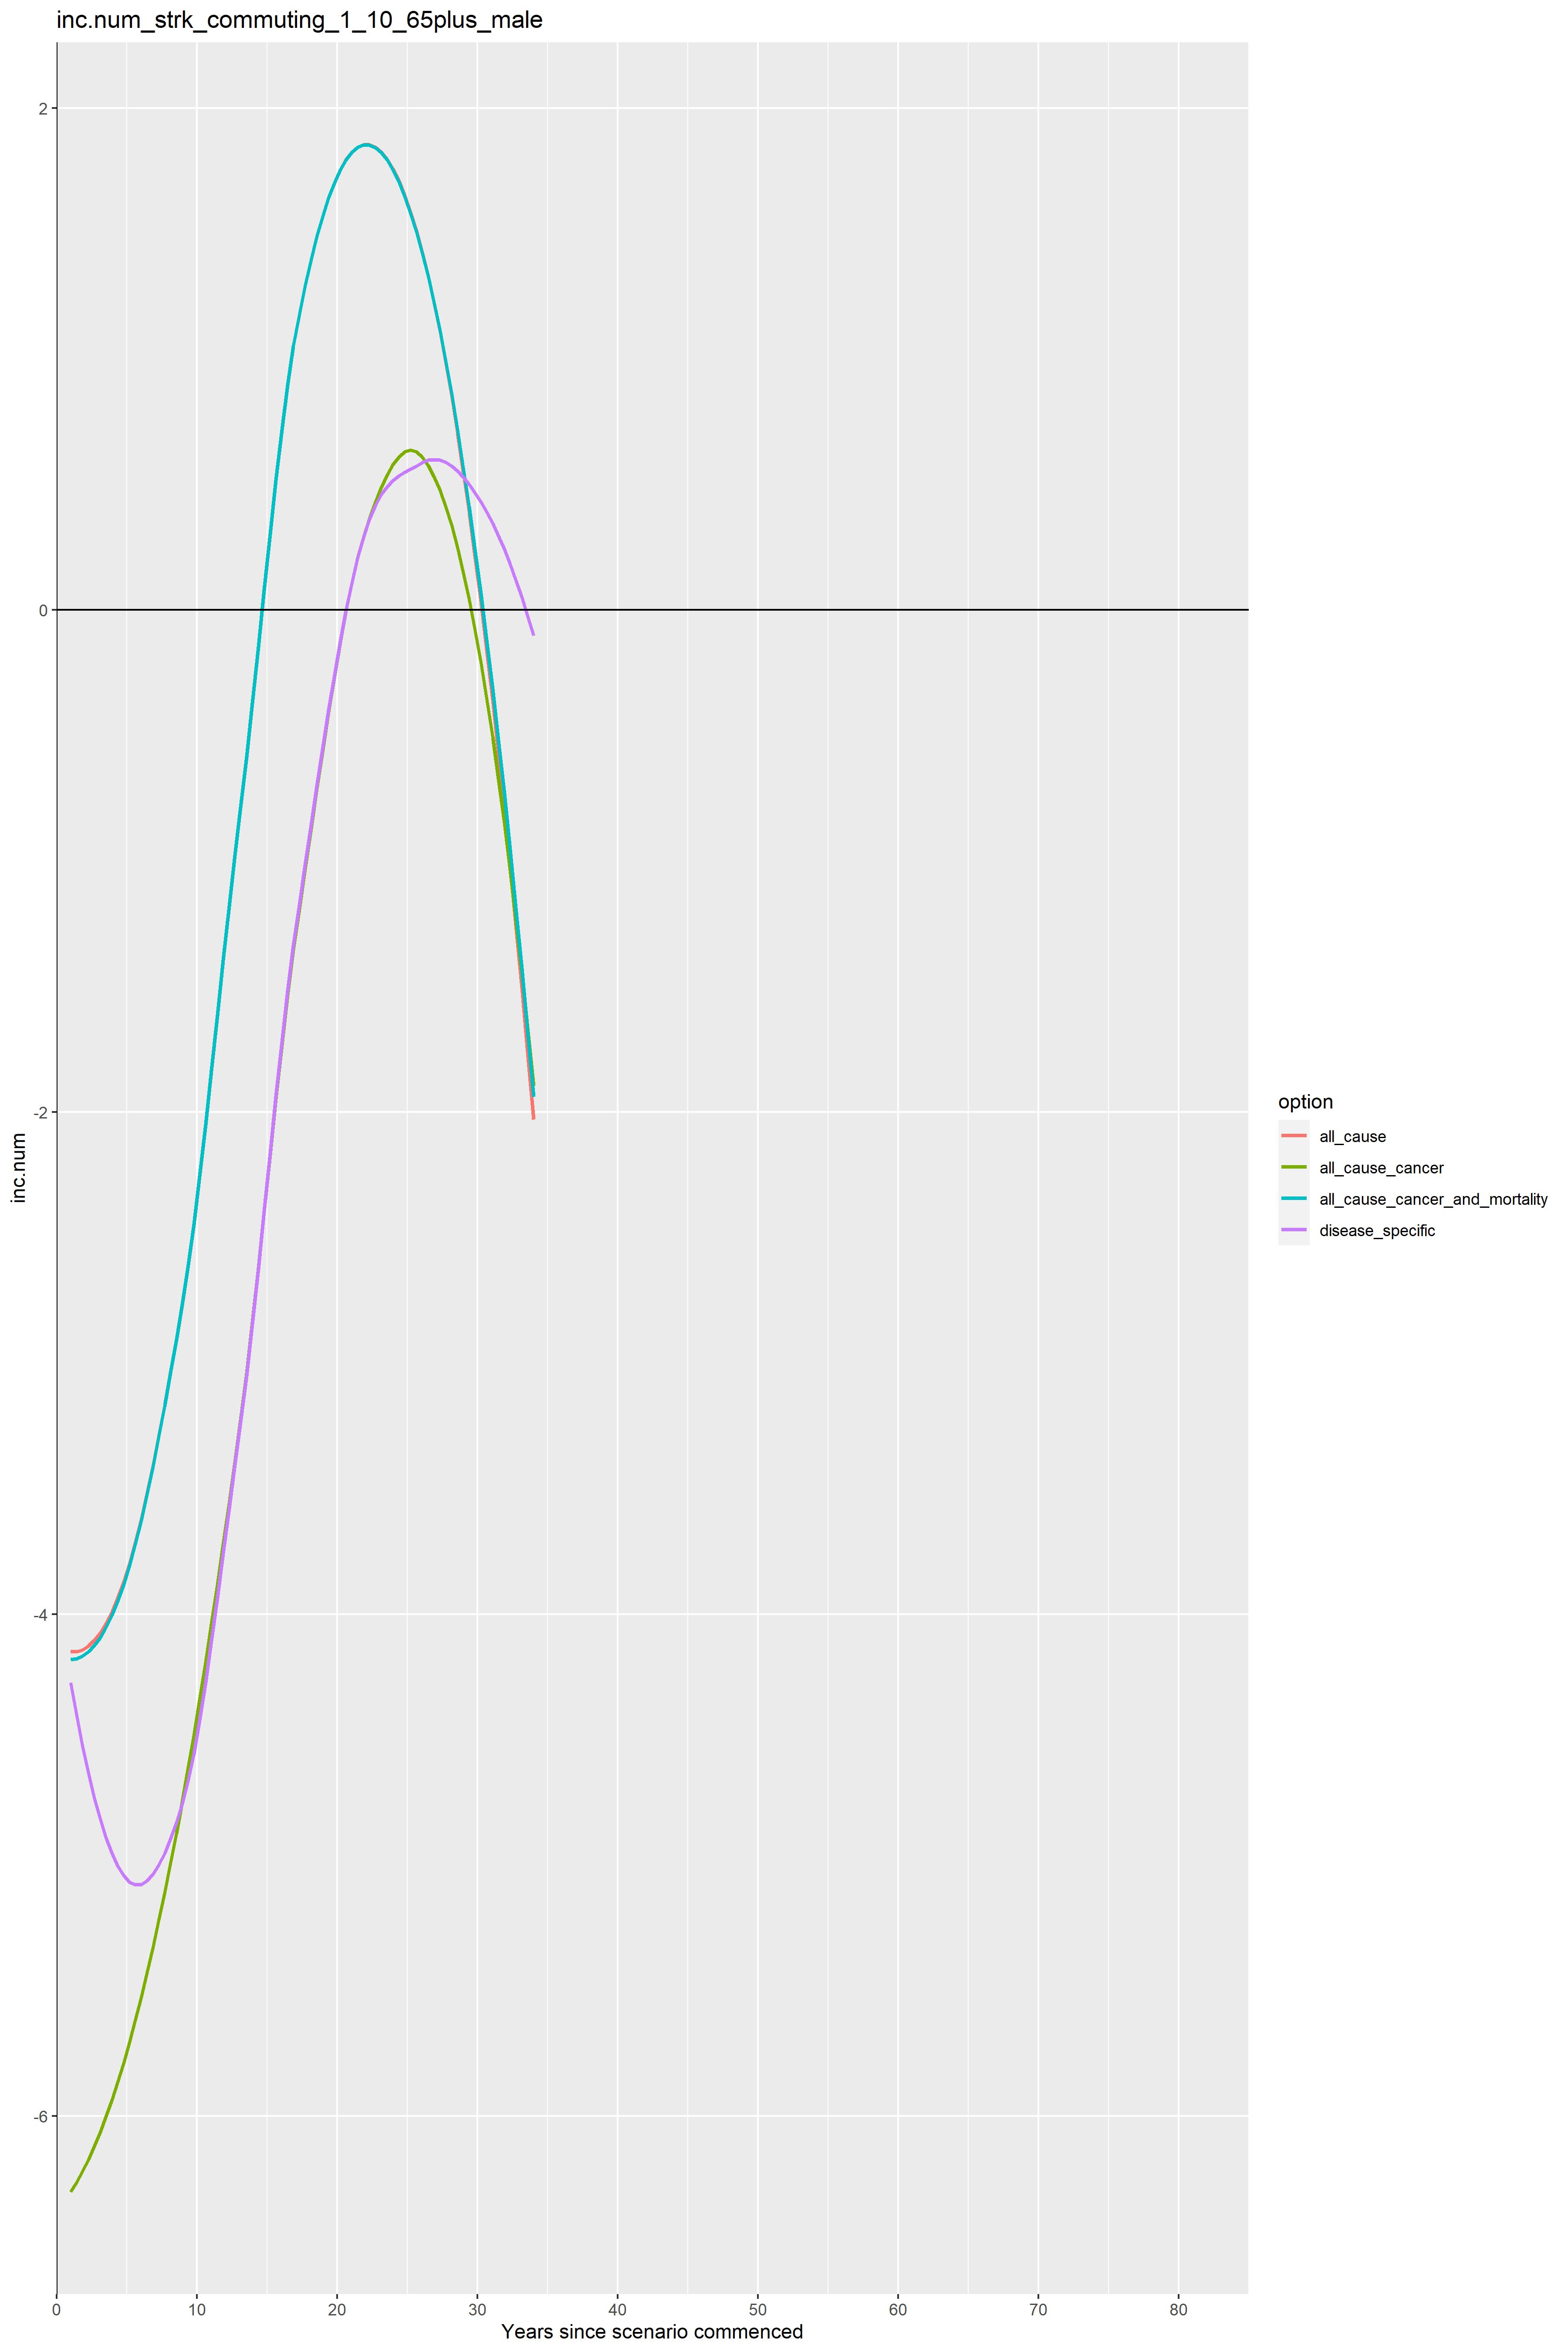 inc.num_strk_commuting_1_10_65plus_male
2
0
-2
-4
-6
inc.num
0 10 20 30 40 50 60 70 80
Years since scenario commenced
option
all_cause
all_cause_cancer
all_cause_cancer_and_mortality
disease_specific